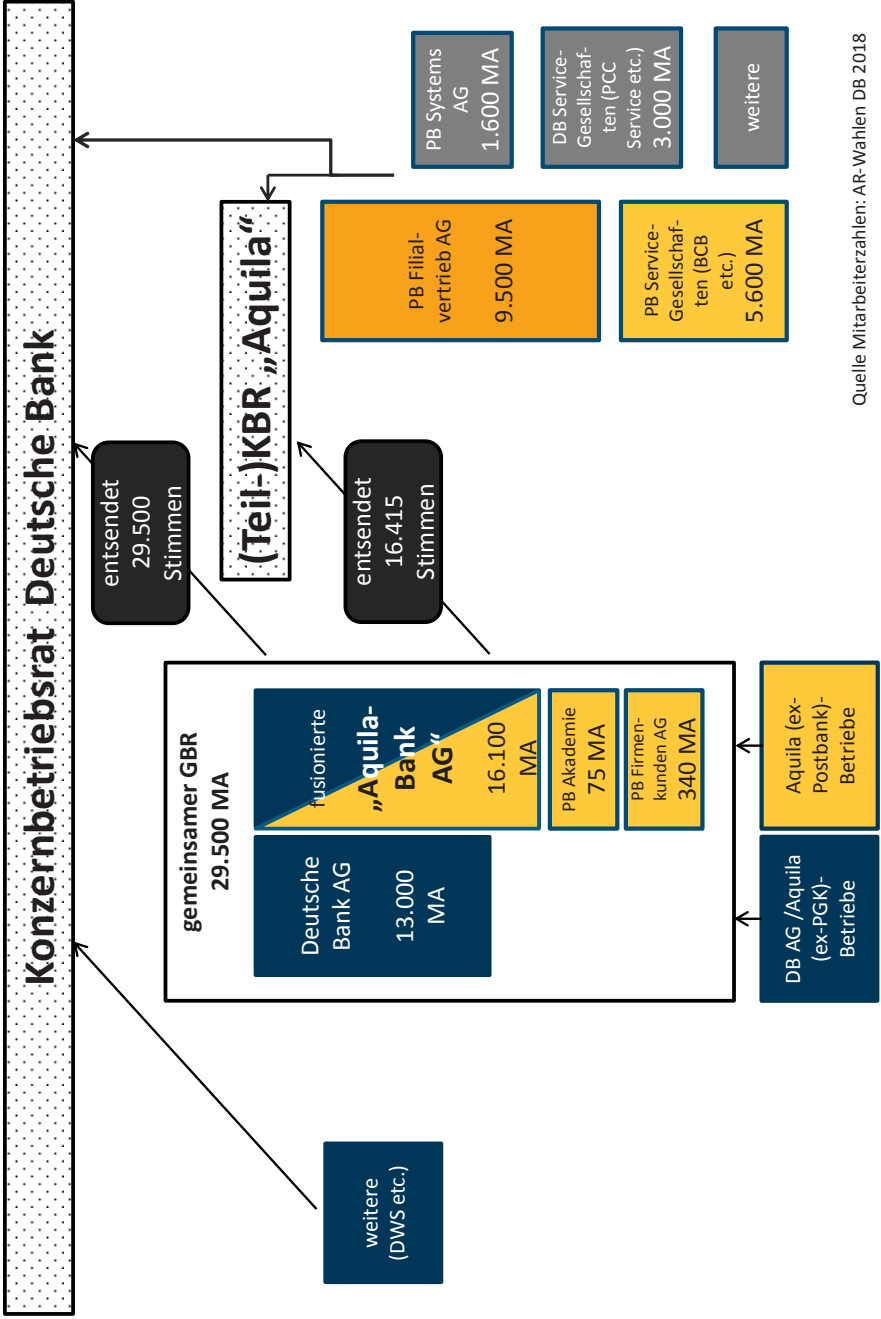 Konzernbetriebsrat Deutsche Bank
entsendet
29.500
Stimmen
(Teil-)KBR „Aquila“
entsendet
16.415
Stimmen
weitere
(DWS etc.)
gemeinsamer GBR
29.500 MA
Deutsche
Bank AG
13.000
MA
fusionierte
„Aquila-
Bank
AG“
16.100
MA
PB Akademie
75 MA
PB Firmen-
kunden AG
340 MA
DB AG /Aquila
(ex-PGK)-
Betriebe
Aquila (ex-
Postbank)-
Betriebe
PB Filial-
vertrieb AG
9.500 MA
PB Service-
Gesellschaf-
ten (BCB
etc.)
5.600 MA
PB Systems
AG
1.600 MA
DB Service-
Gesellschaf-
ten (PCC
Service etc.)
3.000 MA
weitere
Quelle Mitarbeiterzahlen: AR-Wahlen DB 2018